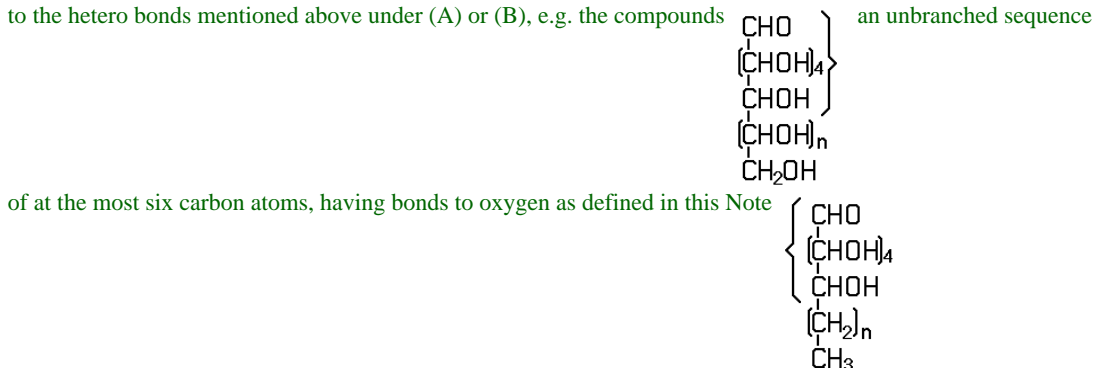 to the hetero bonds mentioned above under (A) or (B), e.g. the compounds
CHO
(CHOH)4
CHOH
(CHOH)n
CH2OH
an unbranched sequence
of at the most six carbon atoms, having bonds to oxygen as defined in this Note
CHO
(CHOH)4
CHOH
(CH2)n
CH3